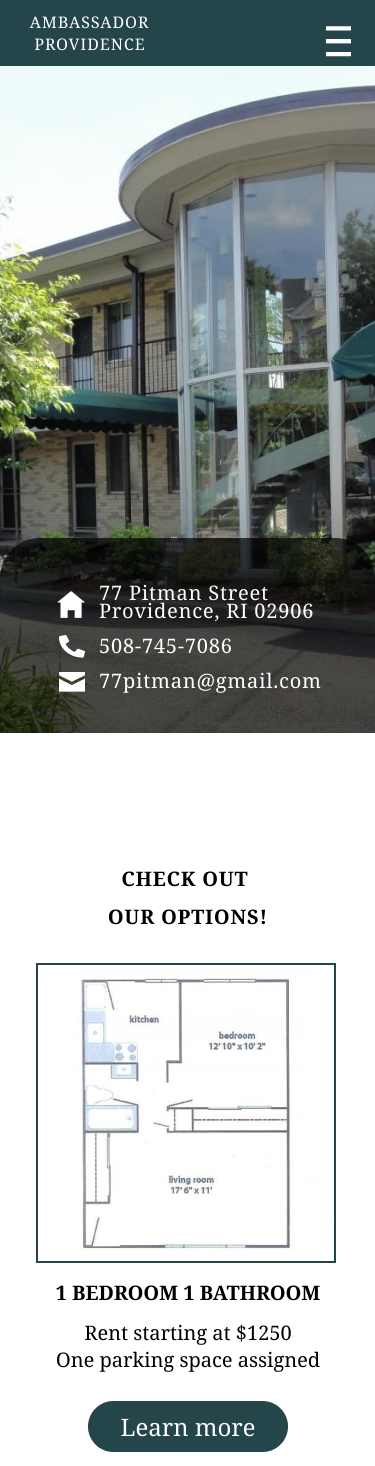 AMBASSADOR
PROVIDENCE
77 Pitman Street
Providence, RI 02906
508-745-7086
77pitman@gmail.com
CHECK OUT
OUR OPTIONS!
kitchen
bedroom
12' 10" x 10' 2"
living room
17' 6" x 11'
1 BEDROOM 1 BATHROOM
Rent starting at $1250
One parking space assigned
Learn more